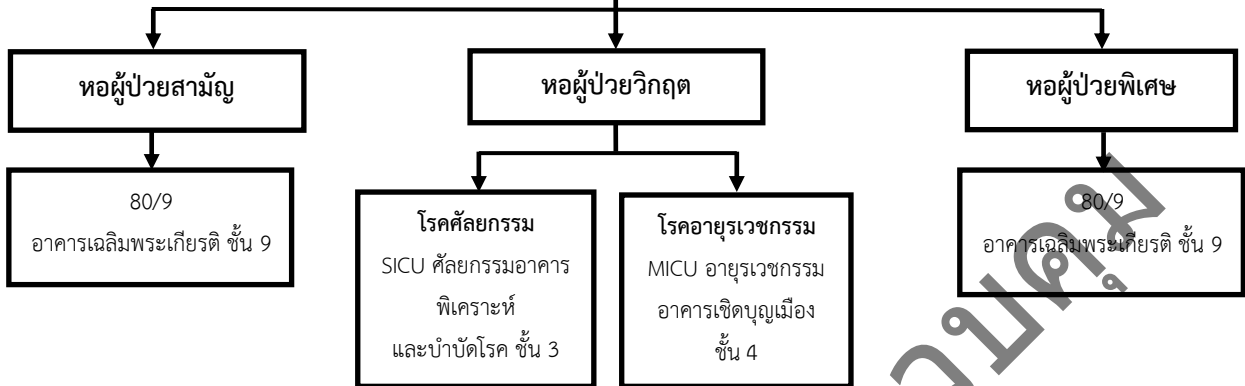 หอผู้ป่วยสามัญ
หอผู้ป่วยวิกฤต
หอผู้ป่วยพิเศษ
80/9
อาคารเฉลิมพระเกียรติ ชั้น 9
โรคศัลยกรรม
SICU ศัลยกรรมอาคาร
พิเคราะห์
และบำบัดโรค ชั้น 3
โรคอายุรเวชกรรม
MICU อายุรเวชกรรม
อาคารเชิดบุญเมือง
ชั้น 4
80/9
อาคารเฉลิมพระเกียรติ ชั้น 9